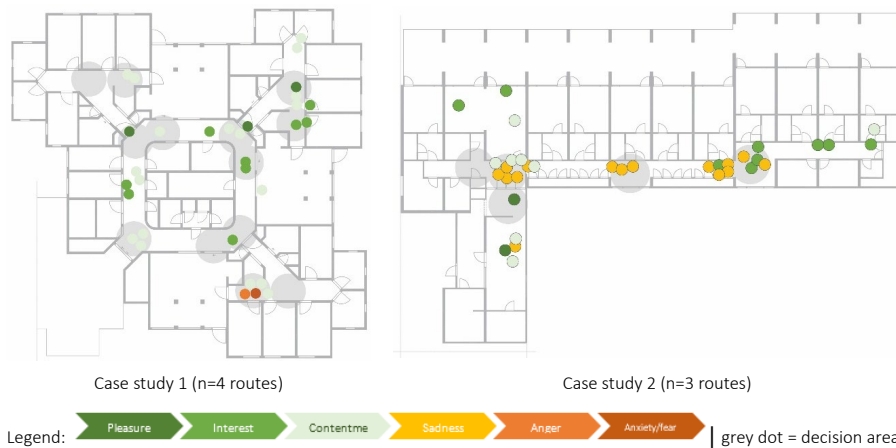 Case study 1 (n=4 routes)
Case study 2 (n=3 routes)
Legend: Pleasure Interest Contentme Sadness Anger Anxiety/fear grey dot = decision area